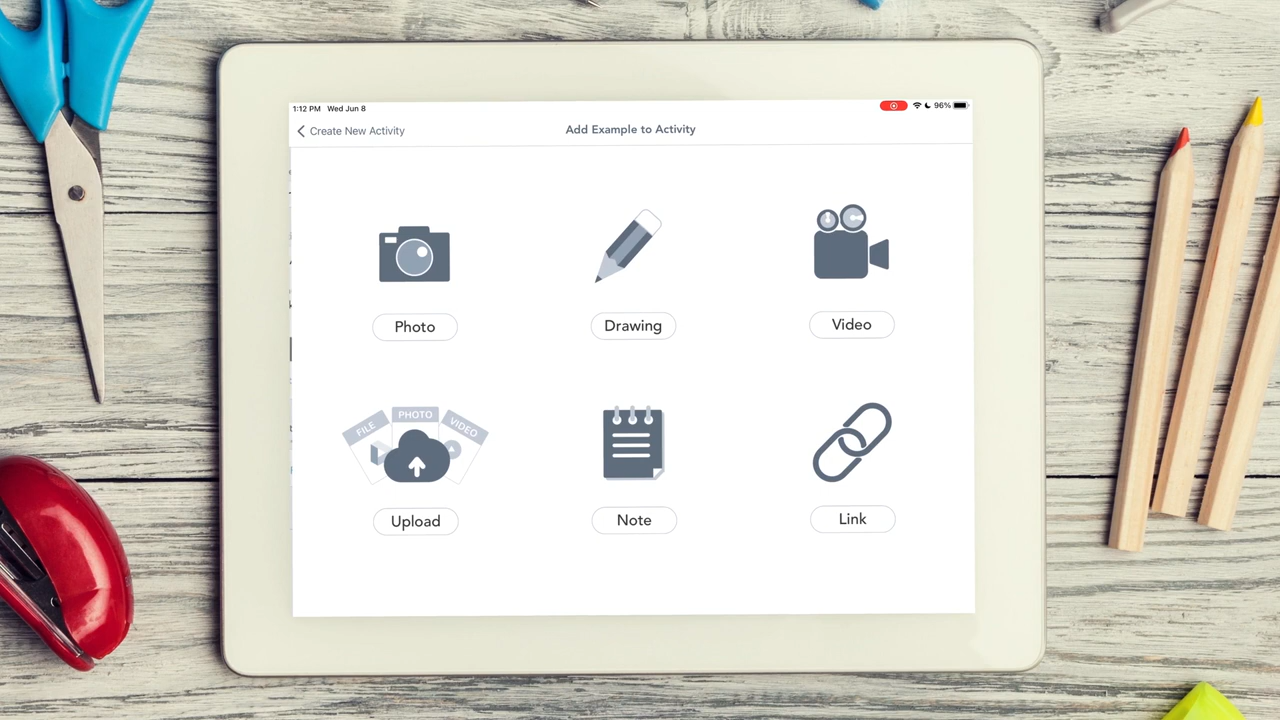 1:12 PM Wed Jun 8
96%
Create New Activity
Add Example to Activity
Photo
Drawing
Video
FILE
PHOTO
VIDEO
Upload
Note
Link